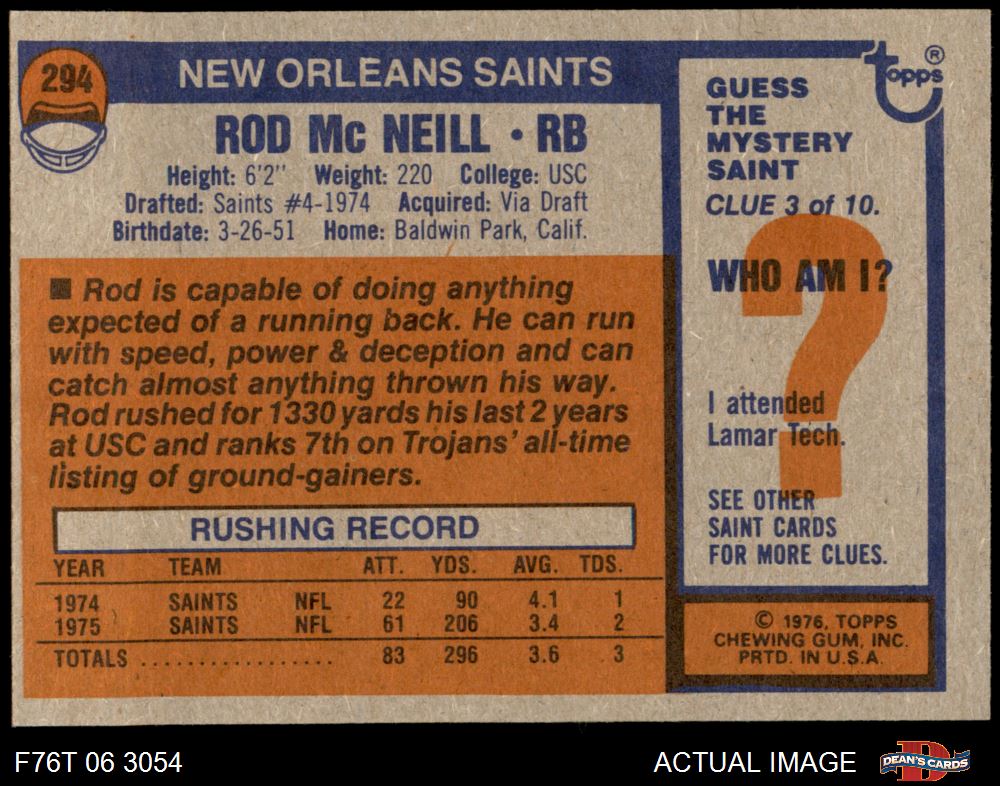 294
NEW ORLEANS SAINTS
ROD Mc NEILL • RB
Height: 6'2" Weight: 220 College: USC
Drafted: Saints #4-1974 Acquired: Via Draft
Birthdate: 3-26-51 Home: Baldwin Park, Calif.
■ Rod is capable of doing anything
expected of a running back. He can run
with speed, power & deception and can
catch almost anything thrown his way.
Rod rushed for 1330 yards his last 2 years
at USC and ranks 7th on Trojans' all-time
listing of ground-gainers.
RUSHING RECORD
YEAR TEAM ATT. YDS. AVG. TDS.
1974 SAINTS NFL 22 90 4.1 1
1975 SAINTS NFL 61 206 3.4 2
TOTALS .................. 83 296 3.6 3
topps®
GUESS
THE
MYSTERY
SAINT
CLUE 3 of 10.
?
WHO AM I?
I attended
Lamar Tech.
SEE OTHER
SAINT CARDS
FOR MORE CLUES.
© 1976, TOPPS
CHEWING GUM, INC.
PRTD. IN U.S.A.
F76T 06 3054
ACTUAL IMAGE
D
DEAN'S CARDS